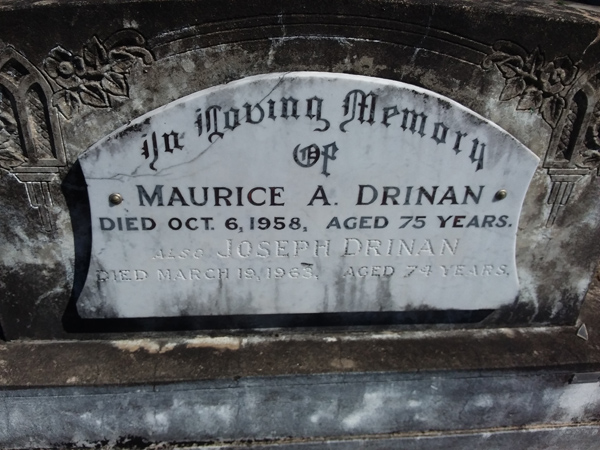 In Loving Memory
Of
MAURICE A. DRINAN
DIED OCT. 6, 1958, AGED 75 YEARS.
ALSO JOSEPH DRINAN
DIED MARCH 19, 1963. AGED 74 YEARS.